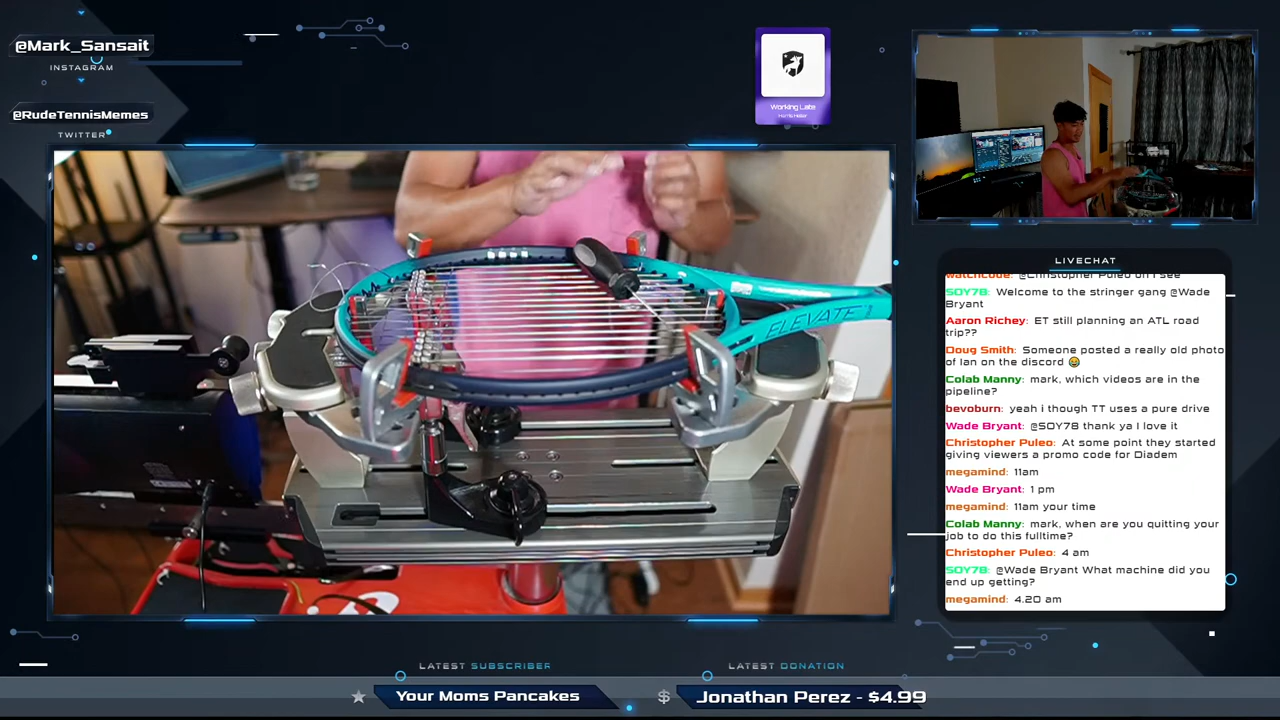 @Mark_Sansait
INSTAGRAM
@RudeTennisMemes
TWITTER
Working Late
ELEVATE
LIVECHAT
watchcode: @Christopher Puleo oh i see
SOY78: Welcome to the stringer gang @Wade
Bryant
Aaron Richey: ET still planning an ATL road
trip??
Doug Smith: Someone posted a really old photo
of Ian on the discord 😅
Colab Manny: mark, which videos are in the
pipeline?
bevoburn: yeah i though TT uses a pure drive
Wade Bryant: @SOY78 thank ya I love it
Christopher Puleo: At some point they started
giving viewers a promo code for Diadem
megamind: 11am
Wade Bryant: 1 pm
megamind: 11am your time
Colab Manny: mark, when are you quitting your
job to do this fulltime?
Christopher Puleo: 4 am
SOY78: @Wade Bryant What machine did you
end up getting?
megamind: 4.20 am
LATEST SUBSCRIBER
Your Moms Pancakes
LATEST DONATION
$ Jonathan Perez - $4.99